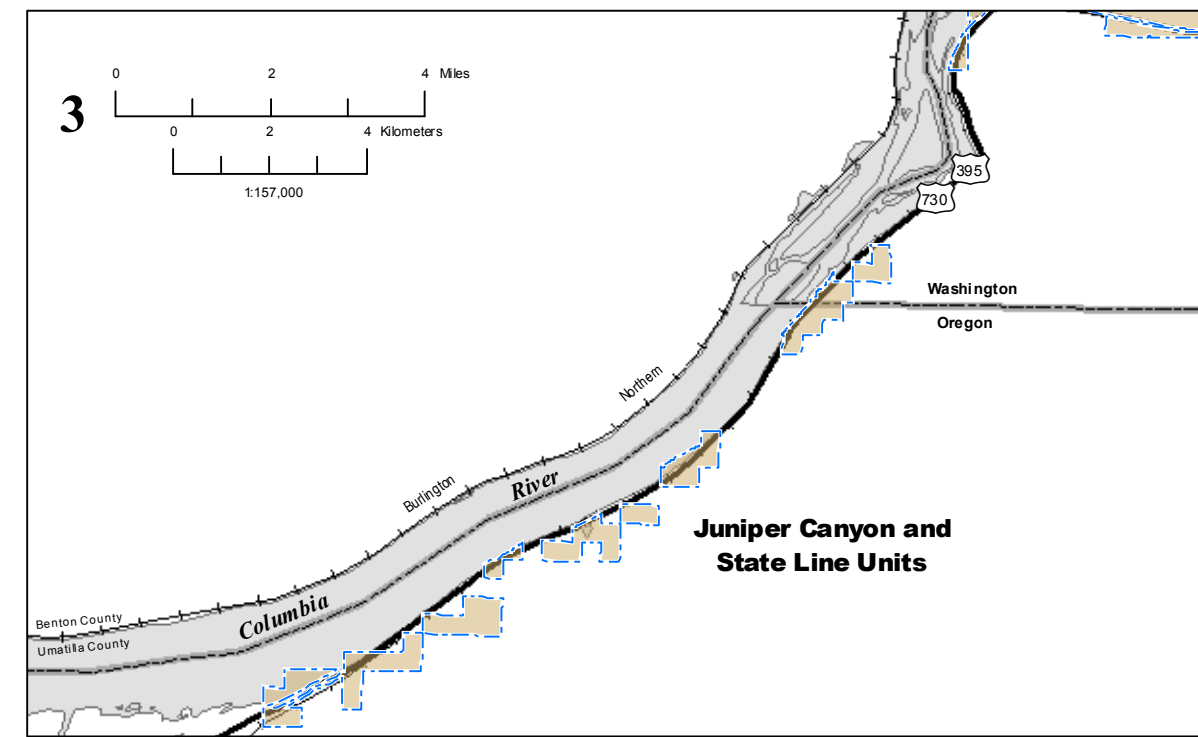 0 2 4 Miles
3
0 2 4 Kilometers
1:157,000
395
730
Washington
Oregon
Northern
Burlington
River
Juniper Canyon and
State Line Units
Columbia
Benton County
Umatilla County